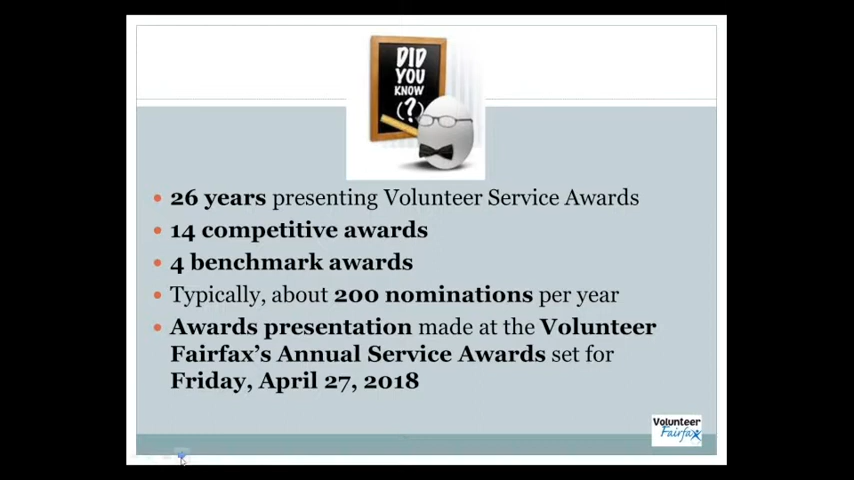 DID
YOU
KNOW
(?)
• 26 years presenting Volunteer Service Awards
• 14 competitive awards
• 4 benchmark awards
• Typically, about 200 nominations per year
• Awards presentation made at the Volunteer
Fairfax’s Annual Service Awards set for
Friday, April 27, 2018
Volunteer
Fairfax